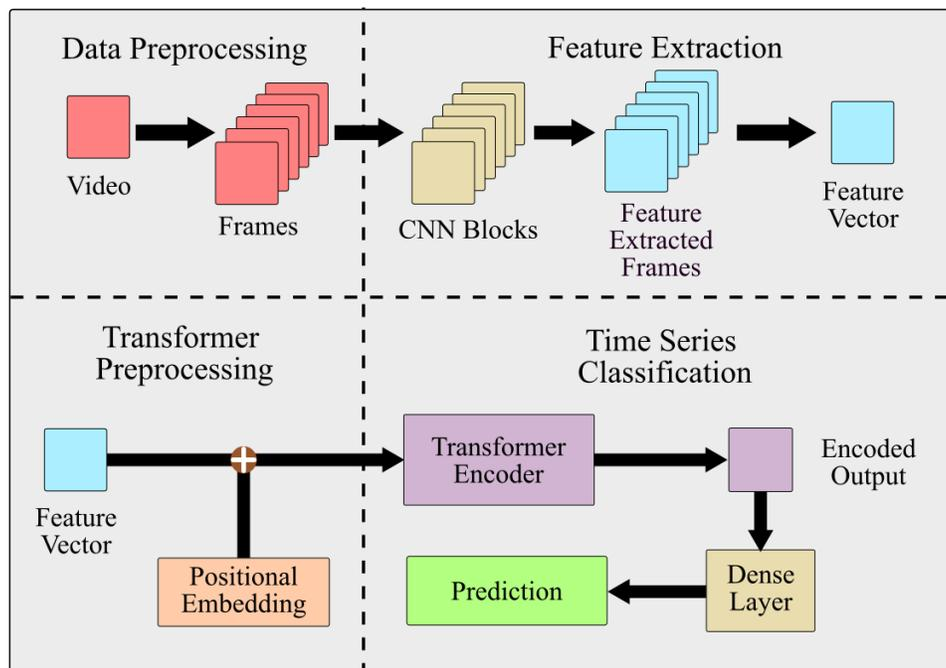 Data Preprocessing
Feature Extraction
Video
Frames
CNN Blocks
Feature
Extracted
Frames
Feature
Vector
Transformer
Preprocessing
Time Series
Classification
Feature
Vector
Positional
Embedding
Transformer
Encoder
Encoded
Output
Dense
Layer
Prediction